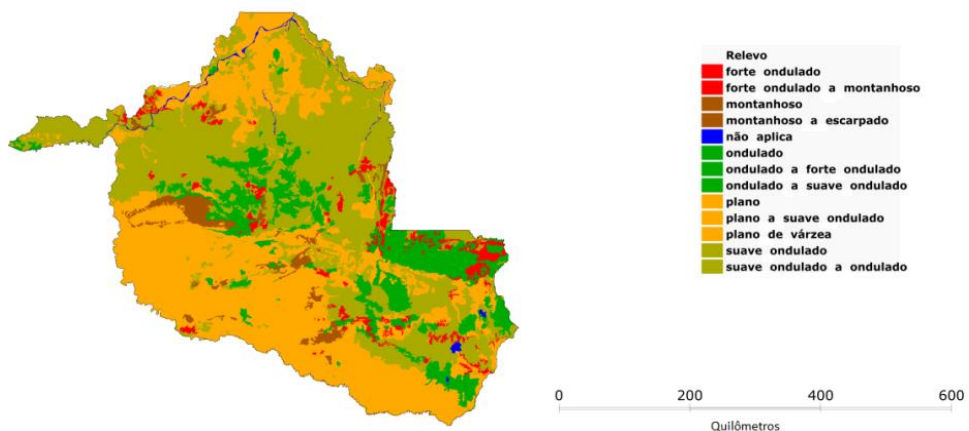 Relevo
forte ondulado
forte ondulado a montanhoso
montanhoso
montanhoso a escarpado
não aplica
ondulado
ondulado a forte ondulado
ondulado a suave ondulado
plano
plano a suave ondulado
plano de várzea
suave ondulado
suave ondulado a ondulado
0 200 400 600
Quilômetros